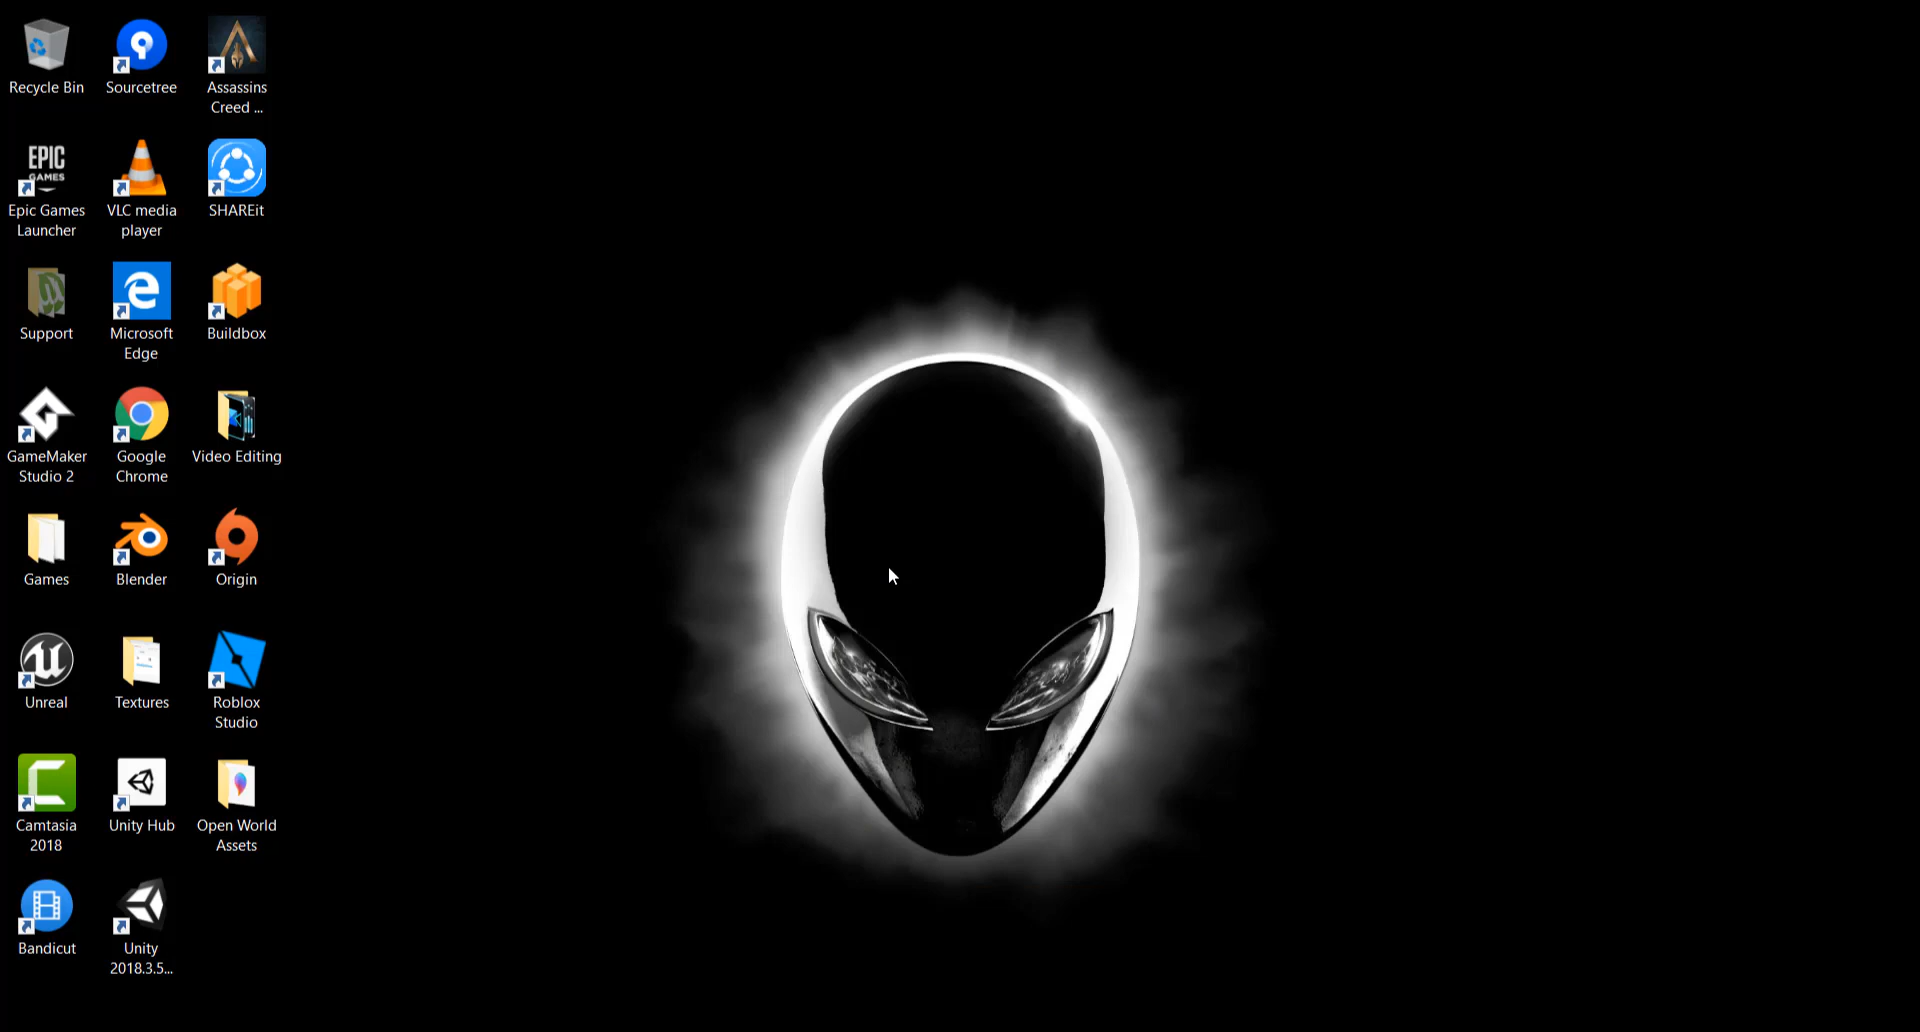 Recycle Bin
Sourcetree
Assassins
Creed ...
EPIC
GAMES
Epic Games
Launcher
VLC media
player
SHAREit
Support
Microsoft
Edge
Buildbox
GameMaker
Studio 2
Google
Chrome
Video Editing
Games
Blender
Origin
Unreal
Textures
Roblox
Studio
Camtasia
2018
Unity Hub
Open World
Assets
Bandicut
Unity
2018.3.5...